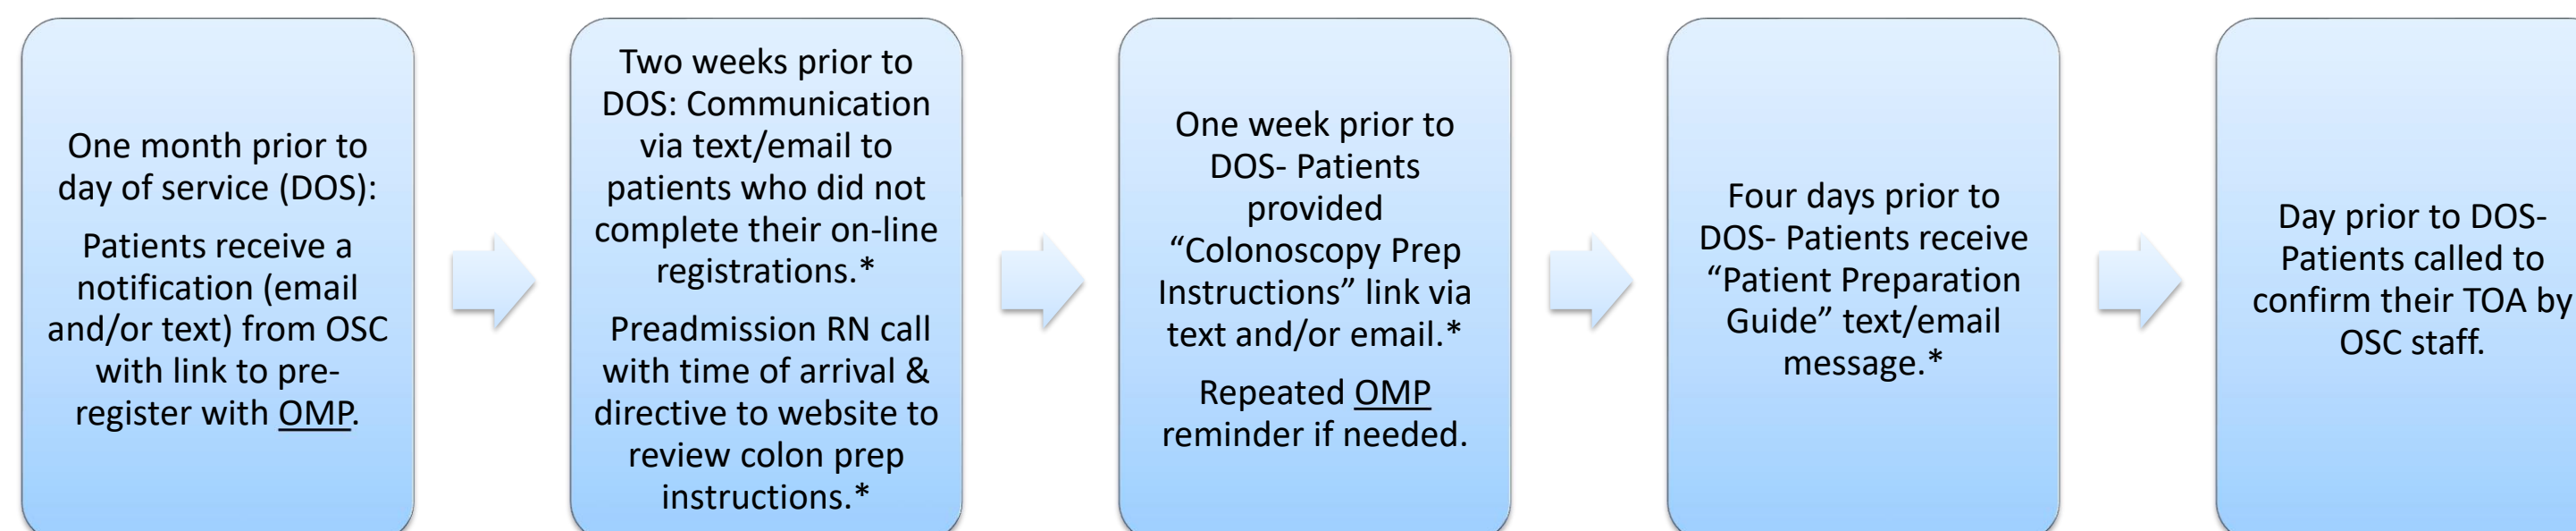 One month prior to
day of service (DOS):
Patients receive a
notification (email
and/or text) from OSC
with link to pre-
register with OMP.
Two weeks prior to
DOS: Communication
via text/email to
patients who did not
complete their on-line
registrations.*
Preadmission RN call
with time of arrival &
directive to website to
review colon prep
instructions.*
One week prior to
DOS- Patients
provided
“Colonoscopy Prep
Instructions” link via
text and/or email.*
Repeated OMP
reminder if needed.
Four days prior to
DOS- Patients receive
“Patient Preparation
Guide” text/email
message.*
Day prior to DOS-
Patients called to
confirm their TOA by
OSC staff.